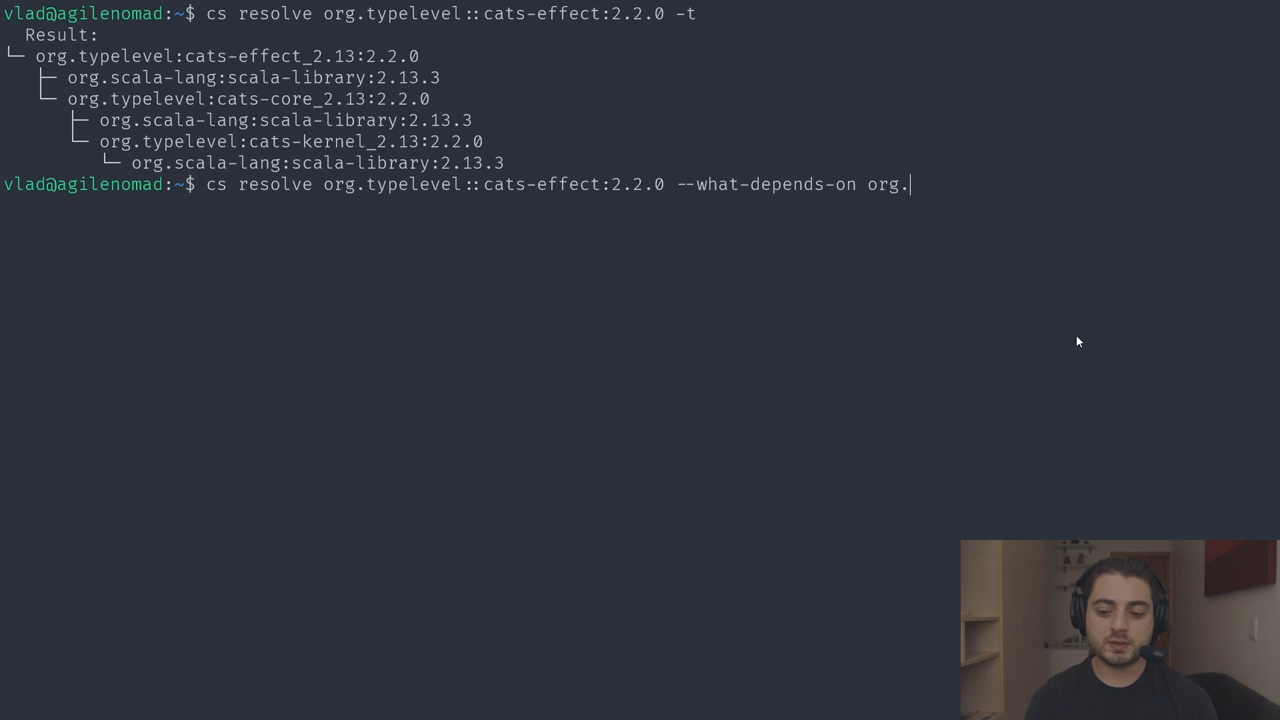 vlad@agilenomad:~$ cs resolve org.typelevel::cats-effect:2.2.0 -t
Result:
└─ org.typelevel:cats-effect_2.13:2.2.0
├─ org.scala-lang:scala-library:2.13.3
└─ org.typelevel:cats-core_2.13:2.2.0
├─ org.scala-lang:scala-library:2.13.3
└─ org.typelevel:cats-kernel_2.13:2.2.0
└─ org.scala-lang:scala-library:2.13.3
vlad@agilenomad:~$ cs resolve org.typelevel::cats-effect:2.2.0 --what-depends-on org.